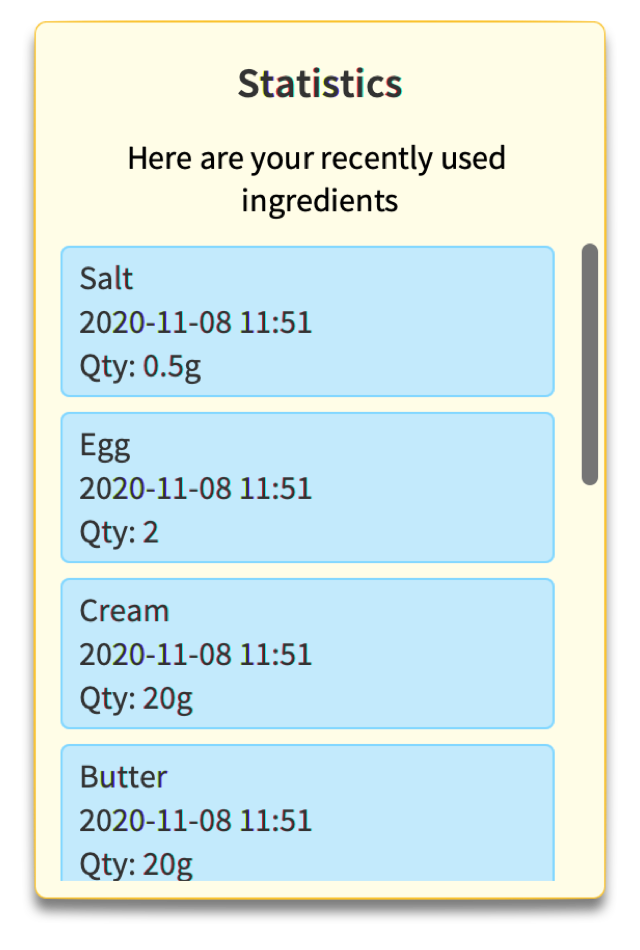 Statistics
Here are your recently used
ingredients
Salt
2020-11-08 11:51
Qty: 0.5g
Egg
2020-11-08 11:51
Qty: 2
Cream
2020-11-08 11:51
Qty: 20g
Butter
2020-11-08 11:51
Qty: 20g